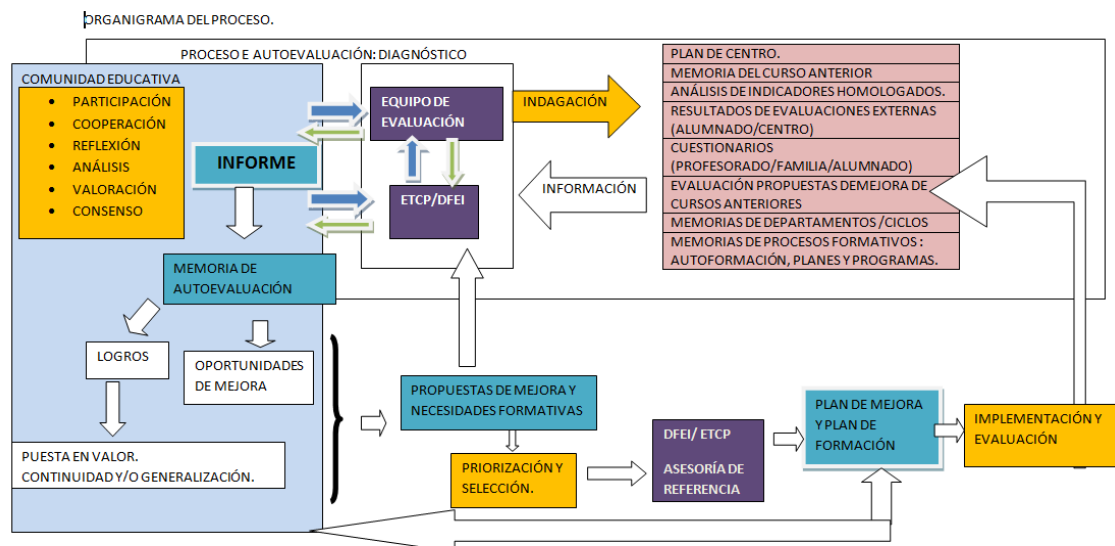 ORGANIGRAMA DEL PROCESO.
PROCESO E AUTOEVALUACIÓN: DIAGNÓSTICO
COMUNIDAD EDUCATIVA
• PARTICIPACIÓN
• COOPERACIÓN
• REFLEXIÓN
• ANÁLISIS
• VALORACIÓN
• CONSENSO
INFORME
EQUIPO DE
EVALUACIÓN
ETCP/DFEI
INDAGACIÓN
INFORMACIÓN
PLAN DE CENTRO.
MEMORIA DEL CURSO ANTERIOR
ANÁLISIS DE INDICADORES HOMOLOGADOS.
RESULTADOS DE EVALUACIONES EXTERNAS
(ALUMNADO/CENTRO)
CUESTIONARIOS
(PROFESORADO/FAMILIA/ALUMNADO)
EVALUACIÓN PROPUESTAS DEMEJORA DE
CURSOS ANTERIORES
MEMORIAS DE DEPARTAMENTOS /CICLOS
MEMORIAS DE PROCESOS FORMATIVOS :
AUTOFORMACIÓN, PLANES Y PROGRAMAS.
MEMORIA DE
AUTOEVALUACIÓN
LOGROS
OPORTUNIDADES
DE MEJORA
PUESTA EN VALOR.
CONTINUIDAD Y/O GENERALIZACIÓN.
PROPUESTAS DE MEJORA Y
NECESIDADES FORMATIVAS
PRIORIZACIÓN Y
SELECCIÓN.
DFEI/ ETCP
ASESORÍA DE
REFERENCIA
PLAN DE MEJORA
Y PLAN DE
FORMACIÓN
IMPLEMENTACIÓN Y
EVALUACIÓN